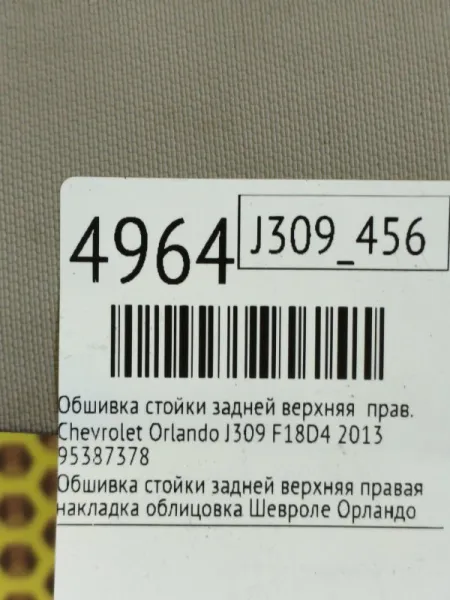 4964 J309_456
Обшивка стойки задней верхняя прав.
Chevrolet Orlando J309 F18D4 2013
95387378
Обшивка стойки задней верхняя правая
накладка облицовка Шевроле Орландо